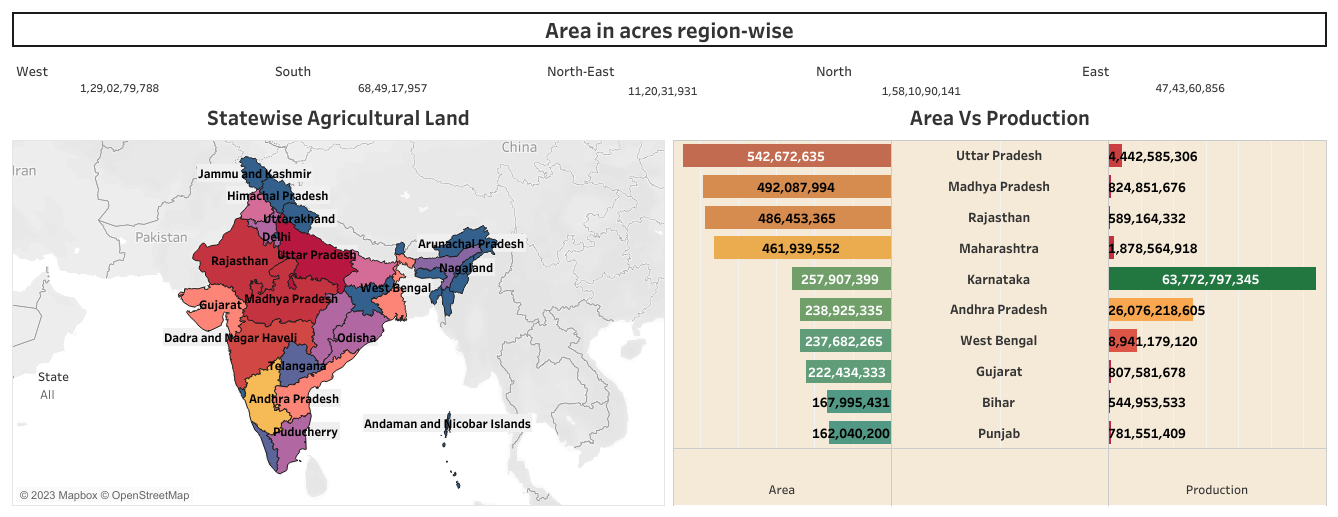 Area in acres region-wise
West South North-East North East
1,29,02,79,788 68,49,17,957 11,20,31,931 1,58,10,90,141 47,43,60,856
Statewise Agricultural Land
China
Iran
Jammu and Kashmir
Himachal Pradesh
Uttarakhand
Pakistan
Delhi
Arunachal Pradesh
Rajasthan
Uttar Pradesh
Nagaland
West Bengal
Gujarat
Madhya Pradesh
Dadra and Nagar Haveli
Odisha
Telangana
State
All
Andhra Pradesh
Andaman and Nicobar Islands
Puducherry
© 2023 Mapbox © OpenStreetMap
Area Vs Production
542,672,635 Uttar Pradesh 4,442,585,306
492,087,994 Madhya Pradesh 824,851,676
486,453,365 Rajasthan 589,164,332
461,939,552 Maharashtra 1,878,564,918
257,907,399 Karnataka 63,772,797,345
238,925,335 Andhra Pradesh 26,076,218,605
237,682,265 West Bengal 8,941,179,120
222,434,333 Gujarat 807,581,678
167,995,431 Bihar 544,953,533
162,040,200 Punjab 781,551,409
Area Production